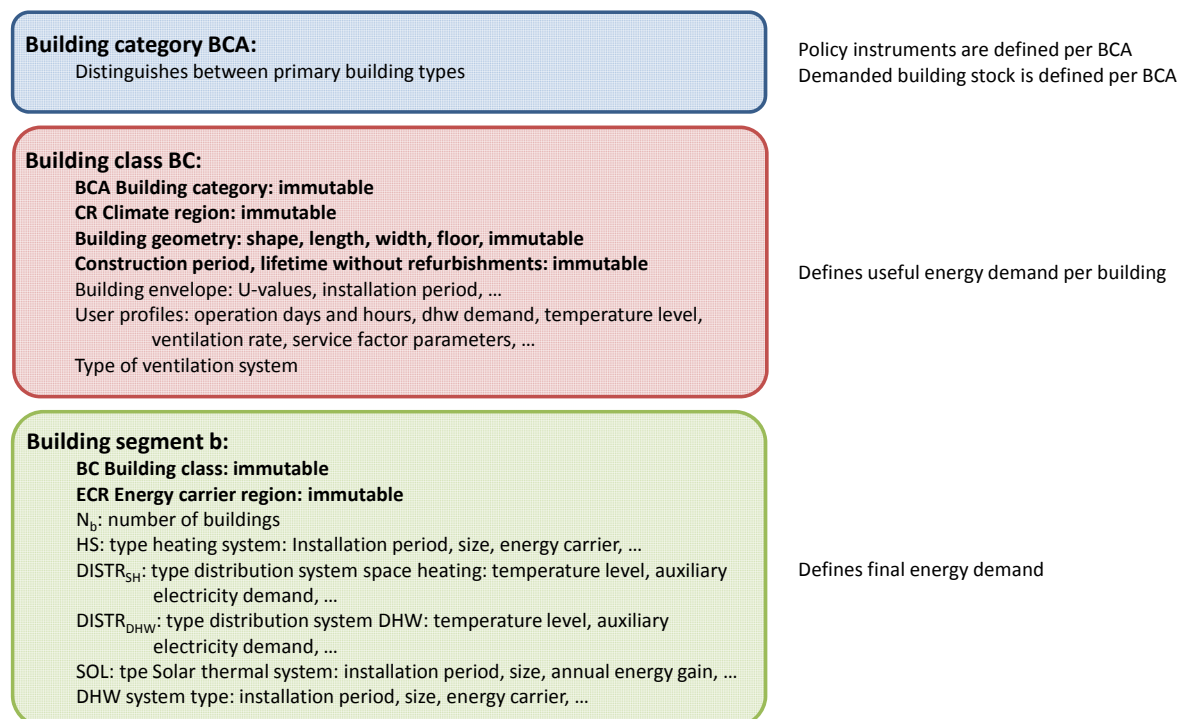 Building category BCA:
Distinguishes between primary building types
Policy instruments are defined per BCA
Demanded building stock is defined per BCA
Building class BC:
BCA Building category: immutable
CR Climate region: immutable
Building geometry: shape, length, width, floor, immutable
Construction period, lifetime without refurbishments: immutable
Building envelope: U-values, installation period, ...
User profiles: operation days and hours, dhw demand, temperature level,
ventilation rate, service factor parameters, ...
Type of ventilation system
Defines useful energy demand per building
Building segment b:
BC Building class: immutable
ECR Energy carrier region: immutable
N_b: number of buildings
HS: type heating system: Installation period, size, energy carrier, ...
DISTR_SH: type distribution system space heating: temperature level, auxiliary
electricity demand, ...
DISTR_DHW: type distribution system DHW: temperature level, auxiliary
electricity demand, ...
SOL: tpe Solar thermal system: installation period, size, annual energy gain, ...
DHW system type: installation period, size, energy carrier, ...
Defines final energy demand